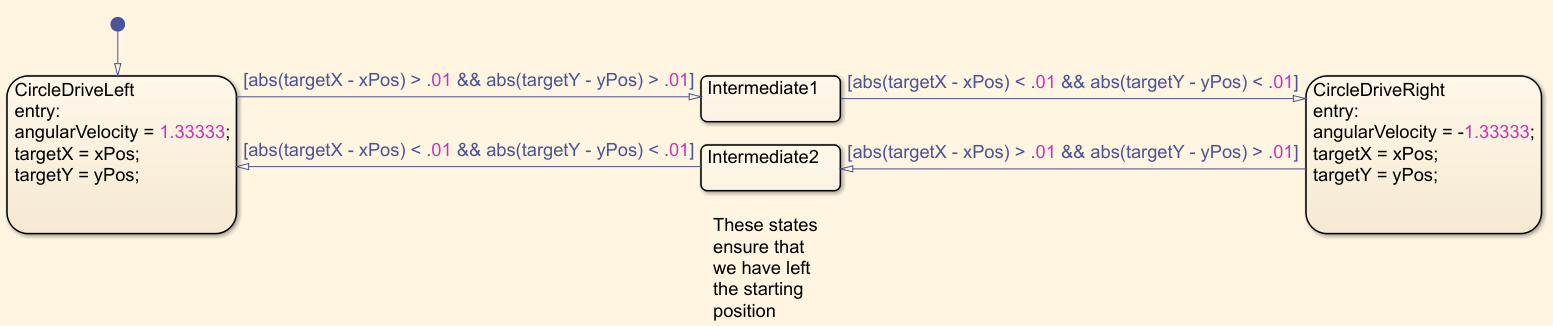 CircleDriveLeft
entry:
angularVelocity = 1.33333;
targetX = xPos;
targetY = yPos;
[abs(targetX - xPos) > .01 && abs(targetY - yPos) > .01]
Intermediate1
[abs(targetX - xPos) < .01 && abs(targetY - yPos) < .01]
CircleDriveRight
entry:
angularVelocity = -1.33333;
targetX = xPos;
targetY = yPos;
[abs(targetX - xPos) < .01 && abs(targetY - yPos) < .01]
Intermediate2
[abs(targetX - xPos) > .01 && abs(targetY - yPos) > .01]
These states
ensure that
we have left
the starting
position